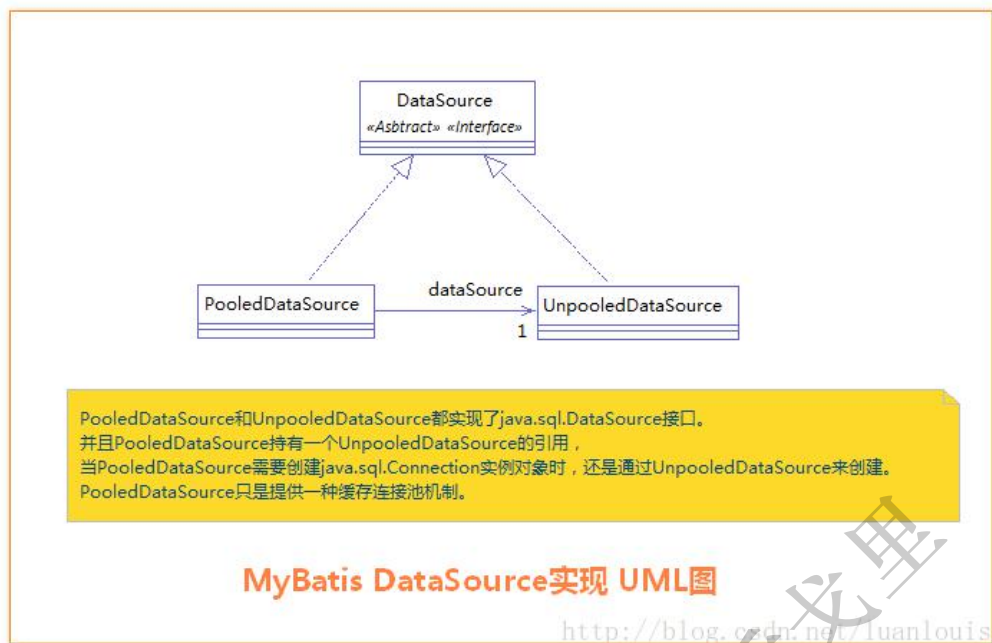 DataSource
«Asbtract» «Interface»
PooledDataSource
dataSource
1
UnpooledDataSource
PooledDataSource和UnpooledDataSource都实现了java.sql.DataSource接口。
并且PooledDataSource持有一个UnpooledDataSource的引用，
当PooledDataSource需要创建java.sql.Connection实例对象时，还是通过UnpooledDataSource来创建。
PooledDataSource只是提供一种缓存连接池机制。
MyBatis DataSource实现 UML图
http://blog.csdn.net/luanlouis
戈里